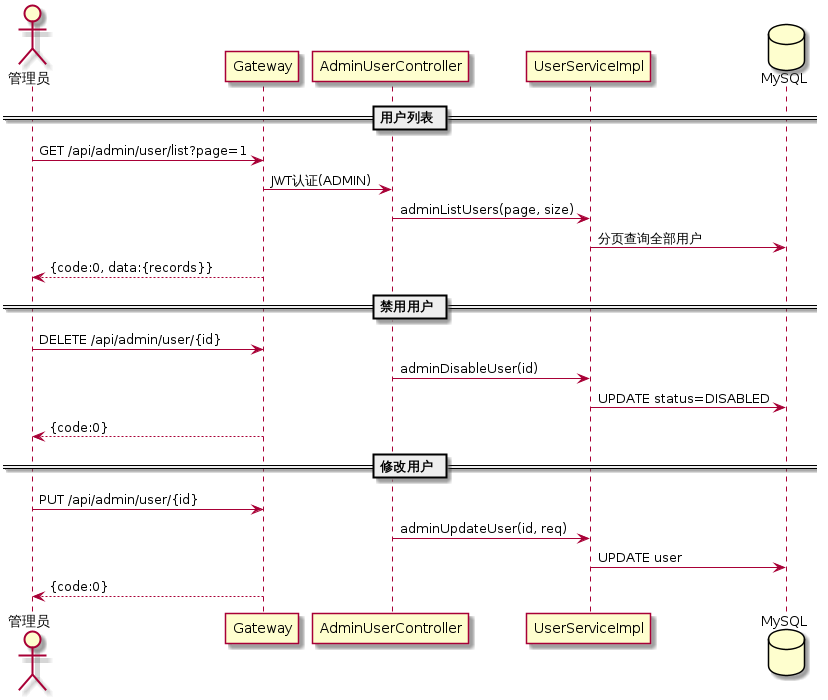 管理员
Gateway
AdminUserController
UserServiceImpl
MySQL
用户列表
GET /api/admin/user/list?page=1
JWT认证(ADMIN)
adminListUsers(page, size)
分页查询全部用户
{code:0, data:{records}}
禁用用户
DELETE /api/admin/user/{id}
adminDisableUser(id)
UPDATE status=DISABLED
{code:0}
修改用户
PUT /api/admin/user/{id}
adminUpdateUser(id, req)
UPDATE user
{code:0}
管理员
Gateway
AdminUserController
UserServiceImpl
MySQL